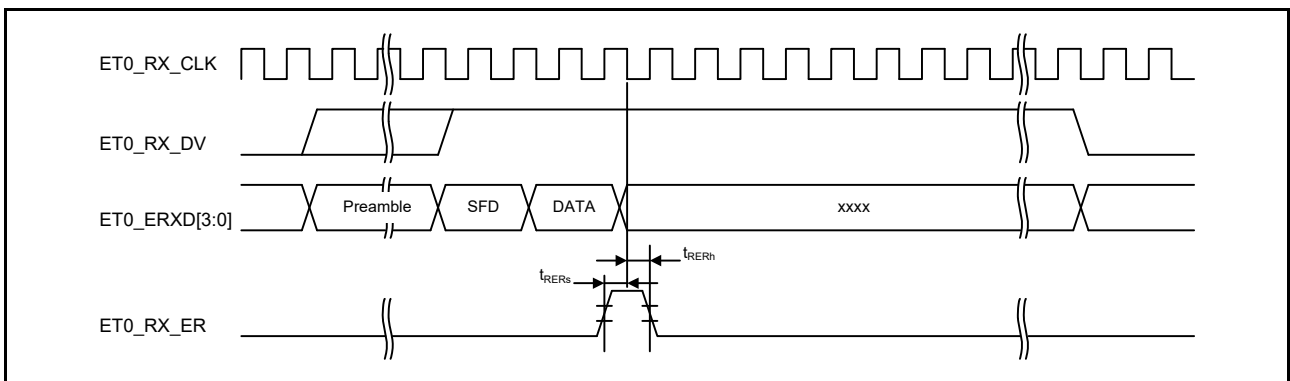 ET0_RX_CLK
ET0_RX_DV
ET0_ERXD[3:0] Preamble SFD DATA xxxx
tRERh
tRERs
ET0_RX_ER